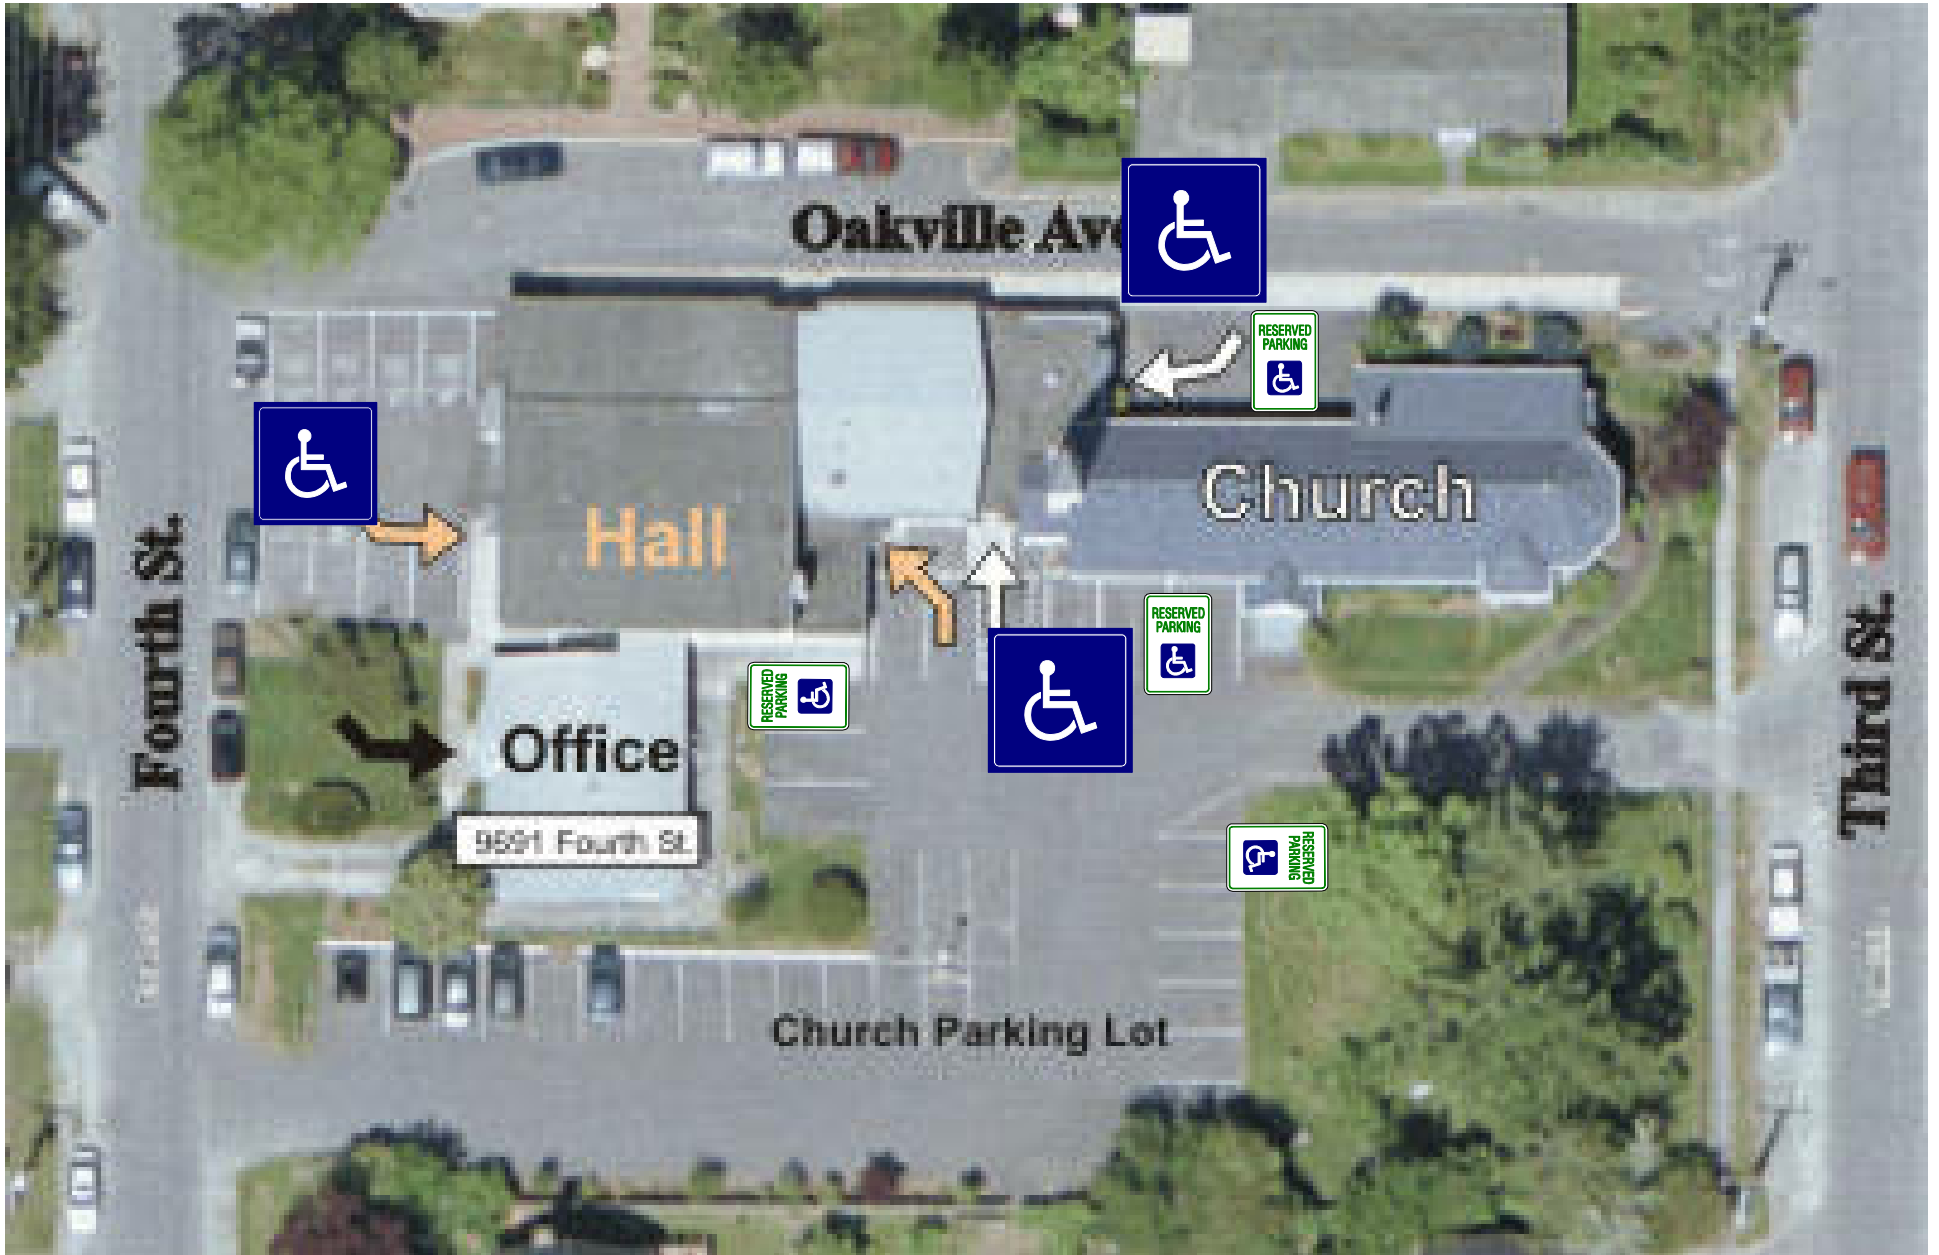 Oakville Ave
RESERVED
PARKING
Church
Hall
Fourth St.
RESERVED
PARKING
Third St.
RESERVED
PARKING
Office
9691 Fourth St.
RESERVED
PARKING
Church Parking Lot